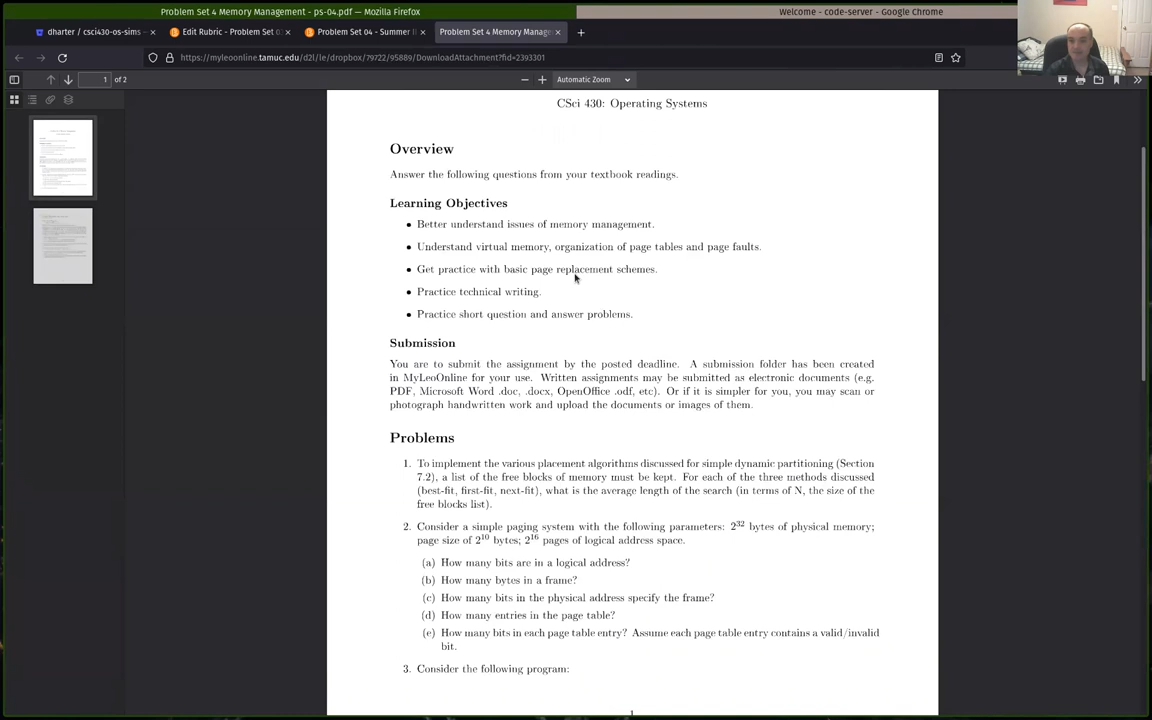 Problem Set 4 Memory Management - ps-04.pdf — Mozilla Firefox
Welcome - code-server - Google Chrome
dharter / csci430-os-sims
Edit Rubric - Problem Set 0
Problem Set 04 - Summer I
Problem Set 4 Memory Manag
https://myleoonline.tamuc.edu/d2l/le/dropbox/79722/95889/DownloadAttachment?fid=2393301
1 of 2
Automatic Zoom
CSci 430: Operating Systems
Overview
Answer the following questions from your textbook readings.
Learning Objectives
• Better understand issues of memory management.
• Understand virtual memory, organization of page tables and page faults.
• Get practice with basic page replacement schemes.
• Practice technical writing.
• Practice short question and answer problems.
Submission
You are to submit the assignment by the posted deadline. A submission folder has been created
in MyLeoOnline for your use. Written assignments may be submitted as electronic documents (e.g.
PDF, Microsoft Word .doc, .docx, OpenOffice .odf, etc). Or if it is simpler for you, you may scan or
photograph handwritten work and upload the documents or images of them.
Problems
1. To implement the various placement algorithms discussed for simple dynamic partitioning (Section
7.2), a list of the free blocks of memory must be kept. For each of the three methods discussed
(best-fit, first-fit, next-fit), what is the average length of the search (in terms of N, the size of the
free blocks list).
2. Consider a simple paging system with the following parameters: 2³² bytes of physical memory;
page size of 2¹⁰ bytes; 2¹⁶ pages of logical address space.
(a) How many bits are in a logical address?
(b) How many bytes in a frame?
(c) How many bits in the physical address specify the frame?
(d) How many entries in the page table?
(e) How many bits in each page table entry? Assume each page table entry contains a valid/invalid
bit.
3. Consider the following program:
1